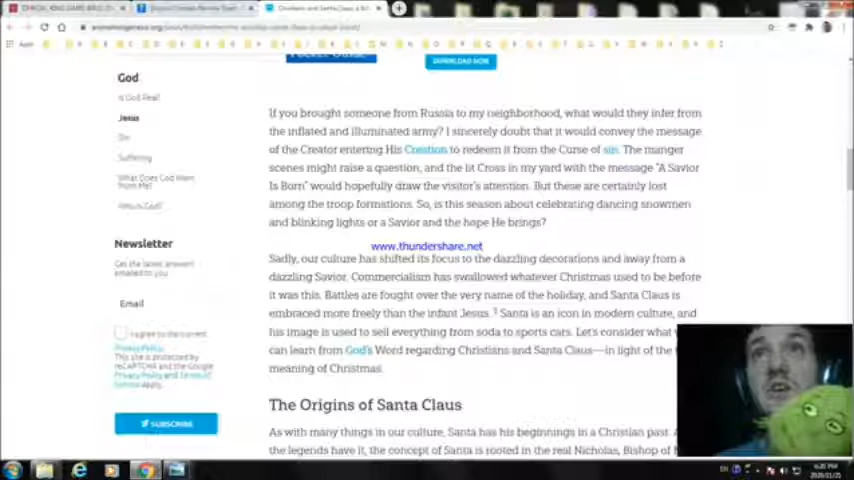 DOWNLOAD NOW
God
Is God Real?
Jesus
Sin
Suffering
What Does God Want
from Me?
Who Is God?
Newsletter
Get the latest answers
emailed to you.
Email
I agree to the current
Privacy Policy.
This site is protected by
reCAPTCHA and the Google
Privacy Policy and Terms of
Service apply.
SUBSCRIBE
If you brought someone from Russia to my neighborhood, what would they infer from
the inflated and illuminated army? I sincerely doubt that it would convey the message
of the Creator entering His Creation to redeem it from the Curse of sin. The manger
scenes might raise a question, and the lit Cross in my yard with the message "A Savior
Is Born" would hopefully draw the visitor's attention. But these are certainly lost
among the troop formations. So, is this season about celebrating dancing snowmen
and blinking lights or a Savior and the hope He brings?
www.thundershare.net
Sadly, our culture has shifted its focus to the dazzling decorations and away from a
dazzling Savior. Commercialism has swallowed whatever Christmas used to be before
it was this. Battles are fought over the very name of the holiday, and Santa Claus is
embraced more freely than the infant Jesus.¹ Santa is an icon in modern culture, and
his image is used to sell everything from soda to sports cars. Let's consider what
can learn from God's Word regarding Christians and Santa Claus—in light of the
meaning of Christmas.
The Origins of Santa Claus
As with many things in our culture, Santa has his beginnings in a Christian past.
the legends have it, the concept of Santa is rooted in the real Nicholas, Bishop of
EN